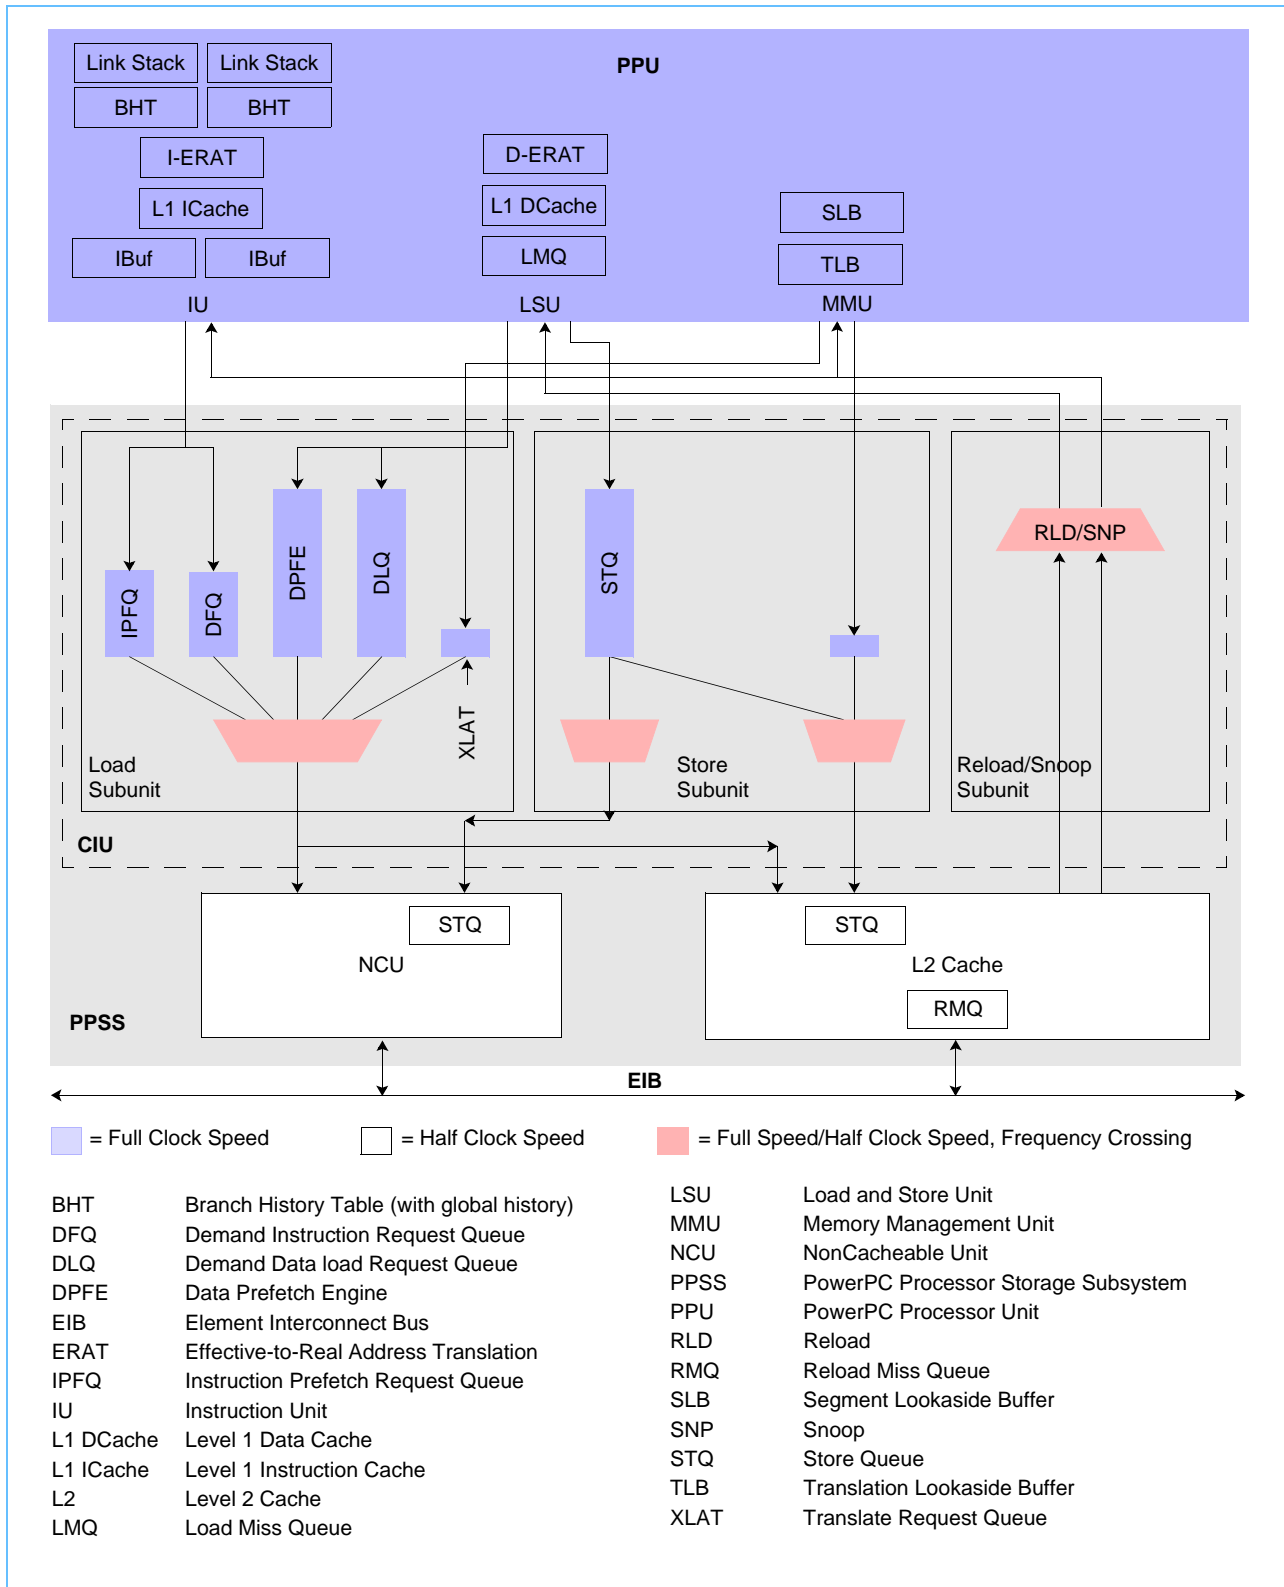 PPU
Link Stack
Link Stack
BHT
BHT
I-ERAT
L1 ICache
IBuf
IBuf
IU
D-ERAT
L1 DCache
LMQ
LSU
SLB
TLB
MMU
IPFQ
DFQ
DPFE
DLQ
XLAT
Load
Subunit
STQ
Store
Subunit
RLD/SNP
Reload/Snoop
Subunit
CIU
STQ
NCU
STQ
L2 Cache
RMQ
PPSS
EIB
= Full Clock Speed
= Half Clock Speed
= Full Speed/Half Clock Speed, Frequency Crossing
BHT Branch History Table (with global history)
DFQ Demand Instruction Request Queue
DLQ Demand Data load Request Queue
DPFE Data Prefetch Engine
EIB Element Interconnect Bus
ERAT Effective-to-Real Address Translation
IPFQ Instruction Prefetch Request Queue
IU Instruction Unit
L1 DCache Level 1 Data Cache
L1 ICache Level 1 Instruction Cache
L2 Level 2 Cache
LMQ Load Miss Queue
LSU Load and Store Unit
MMU Memory Management Unit
NCU NonCacheable Unit
PPSS PowerPC Processor Storage Subsystem
PPU PowerPC Processor Unit
RLD Reload
RMQ Reload Miss Queue
SLB Segment Lookaside Buffer
SNP Snoop
STQ Store Queue
TLB Translation Lookaside Buffer
XLAT Translate Request Queue